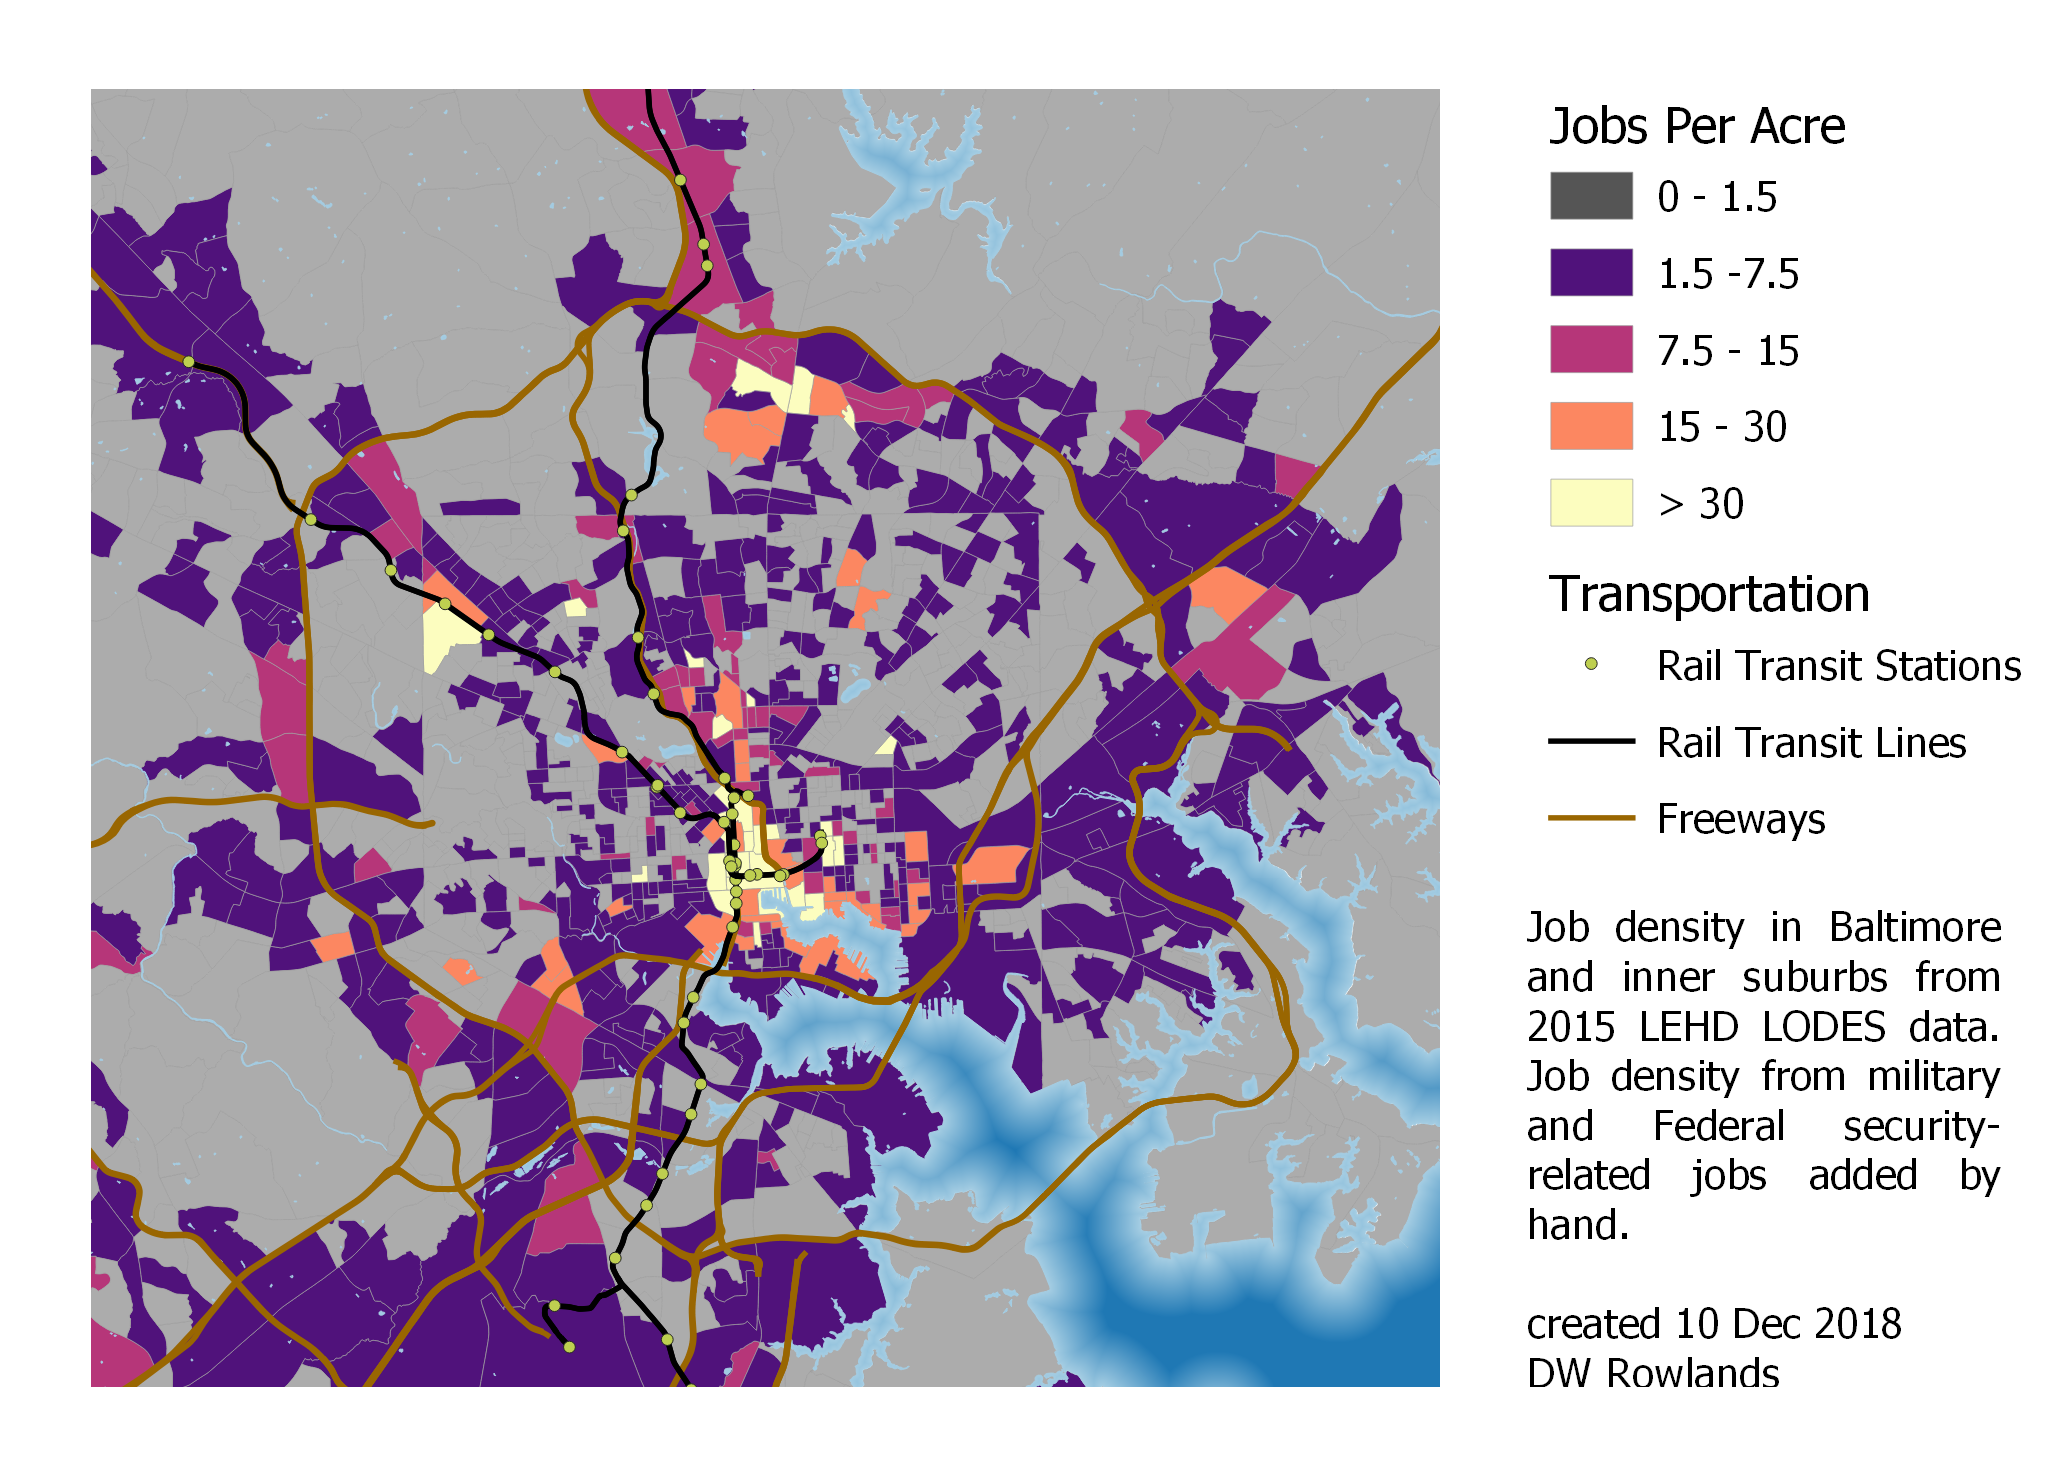 Jobs Per Acre
0 - 1.5
1.5 -7.5
7.5 - 15
15 - 30
> 30
Transportation
Rail Transit Stations
Rail Transit Lines
Freeways
Job density in Baltimore
and inner suburbs from
2015 LEHD LODES data.
Job density from military
and Federal security-
related jobs added by
hand.
created 10 Dec 2018
DW Rowlands